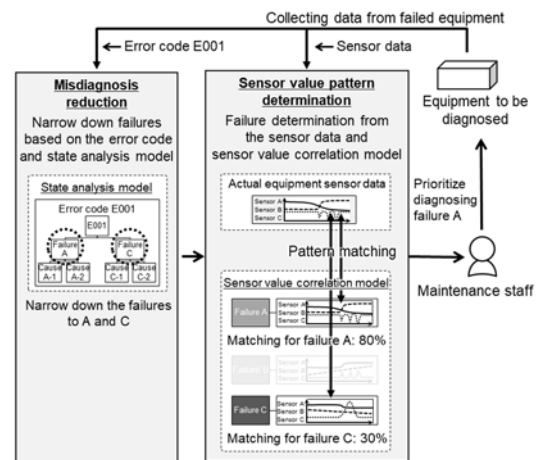 Collecting data from failed equipment
Error code E001
Sensor data
Misdiagnosis
reduction
Narrow down failures
based on the error code
and state analysis model
State analysis model
Error code E001
E001
Failure
A
Failure
C
Cause
A-1
Cause
A-2
Cause
C-1
Cause
C-2
Narrow down the failures
to A and C
Sensor value pattern
determination
Failure determination from
the sensor data and
sensor value correlation model
Actual equipment sensor data
Sensor A
Sensor B
Sensor C
Pattern matching
Sensor value correlation model
Failure A
Sensor A
Sensor B
Sensor C
Matching for failure A: 80%
Sensor A
Sensor B
Sensor C
Failure C
Sensor A
Sensor B
Sensor C
Matching for failure C: 30%
Equipment to be
diagnosed
Prioritize
diagnosing
failure A
Maintenance staff